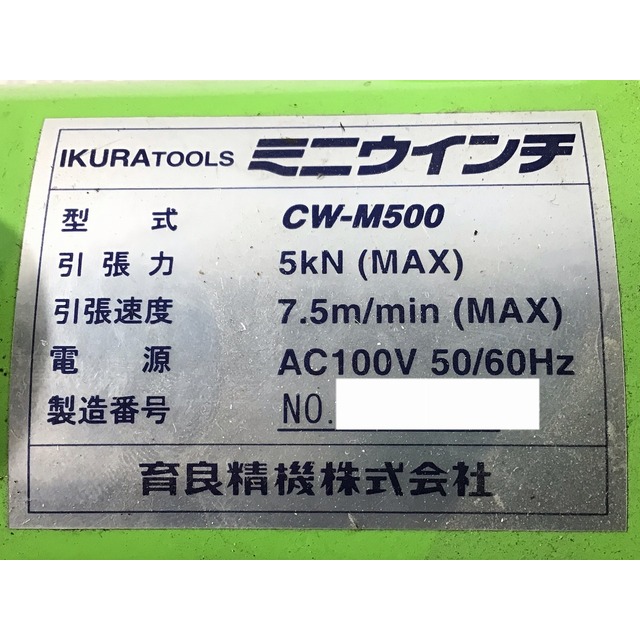 IKURATOOLS ミニウインチ
型式 CW-M500
引張力 5kN (MAX)
引張速度 7.5m/min (MAX)
電源 AC100V 50/60Hz
製造番号 NO.
育良精機株式会社